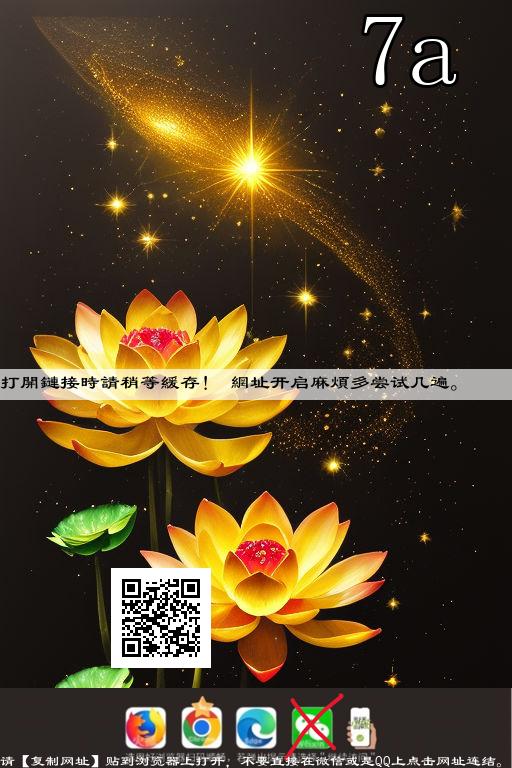 7a
打開鏈接時請稍等緩存！ 網址开启麻煩多尝试几遍。
请【复制网址】贴到浏览器上打开，不要直接在微信或是QQ上点击网址连结。